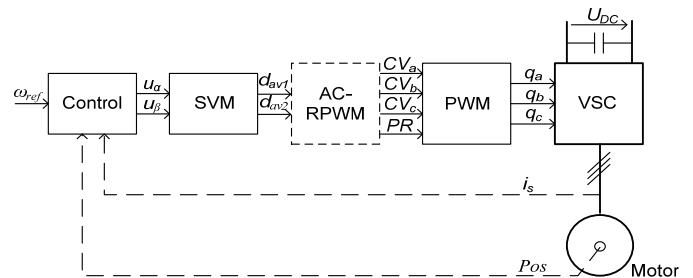 U_DC
ω_ref
Control
u_α
u_β
SVM
d_av1
d_av2
AC-
RPWM
CV_a
CV_b
CV_c
PR
PWM
q_a
q_b
q_c
VSC
i_s
Pos
Motor